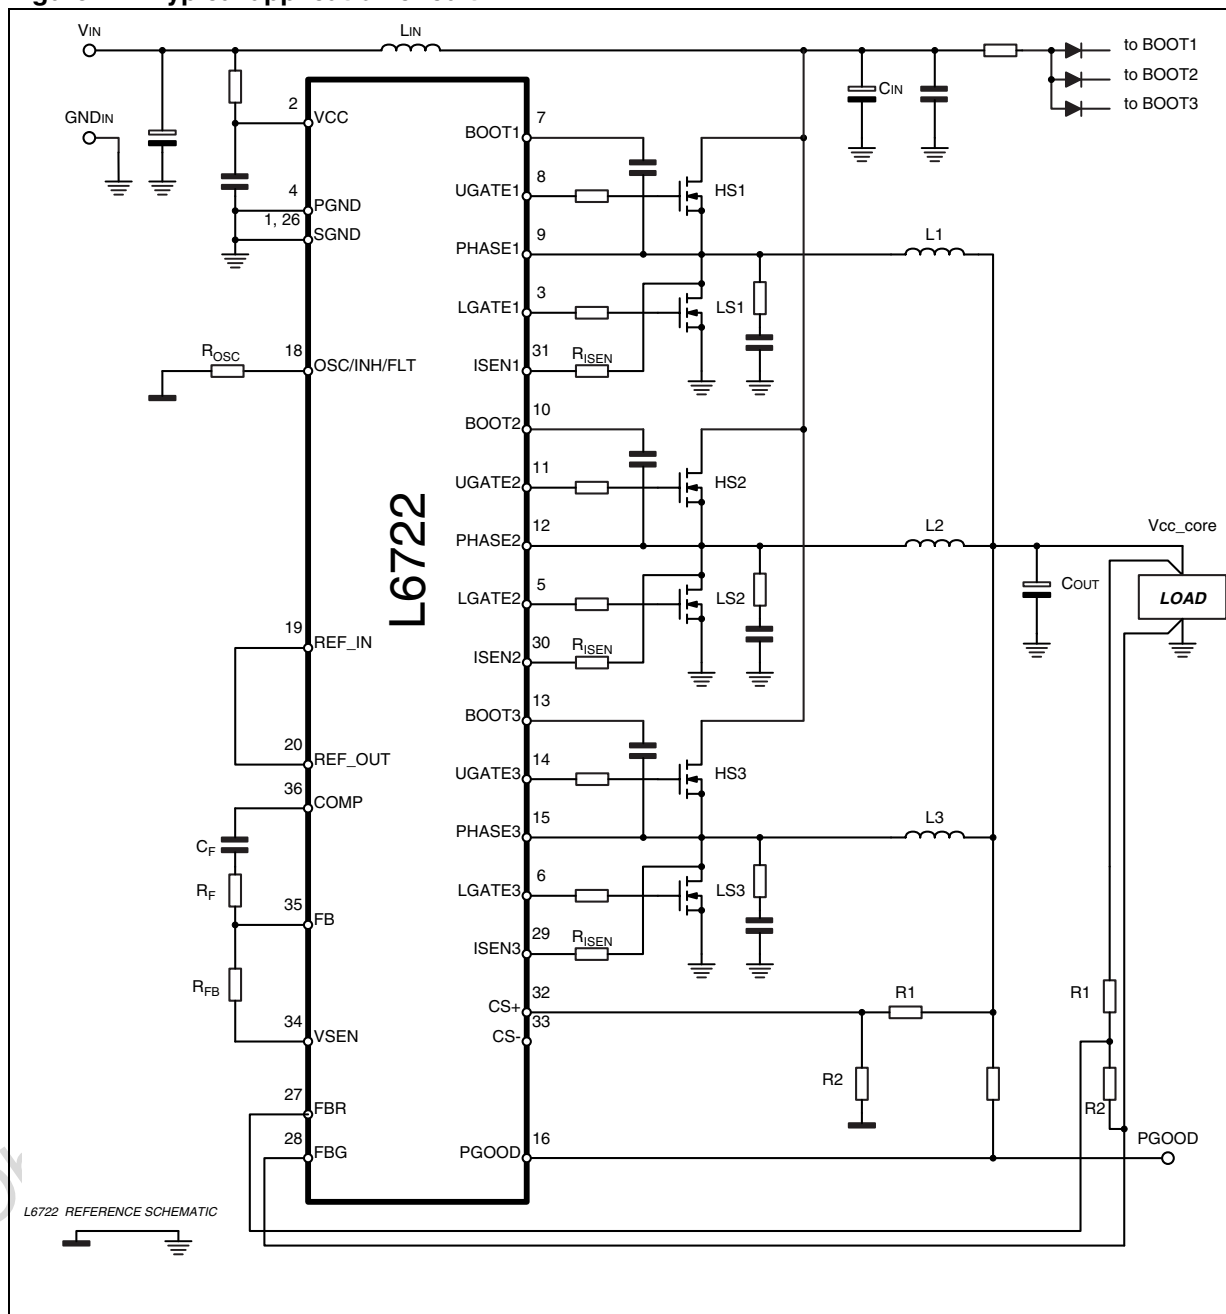 VIN
LIN
to BOOT1
to BOOT2
to BOOT3
CIN
GNDIN
2
VCC
4
PGND
1, 26
SGND
ROSC
18
OSC/INH/FLT
19
REF_IN
20
REF_OUT
36
COMP
CF
RF
35
FB
RFB
34
VSEN
27
FBR
28
FBG
L6722
7
BOOT1
8
UGATE1
HS1
9
PHASE1
L1
3
LGATE1
LS1
31
ISEN1
RISEN
10
BOOT2
11
UGATE2
HS2
12
PHASE2
L2
5
LGATE2
LS2
30
ISEN2
RISEN
13
BOOT3
14
UGATE3
HS3
15
PHASE3
L3
6
LGATE3
LS3
29
ISEN3
RISEN
32
CS+
33
CS-
R1
R2
16
PGOOD
Vcc_core
COUT
LOAD
R1
R2
PGOOD
L6722 REFERENCE SCHEMATIC